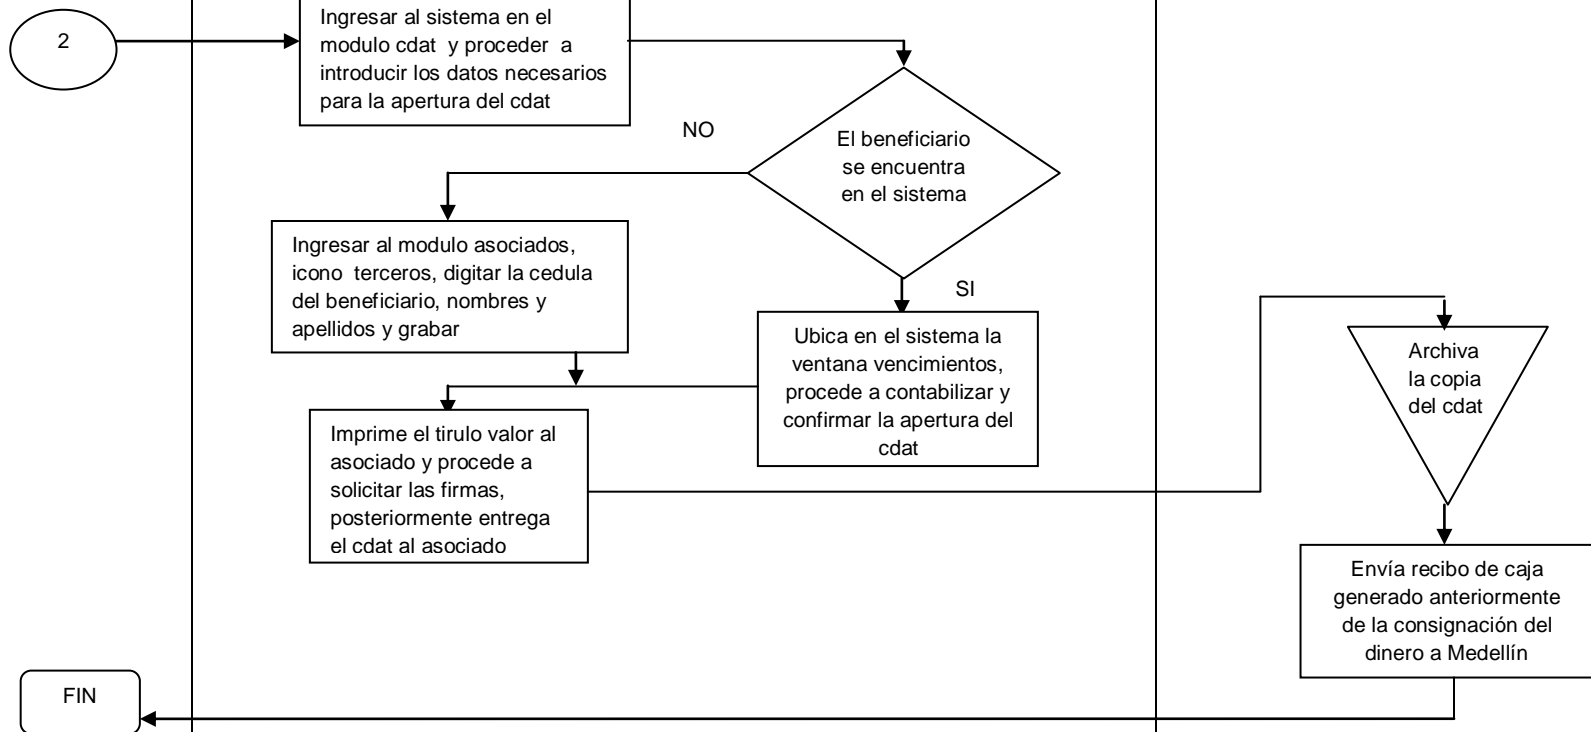 2
Ingresar al sistema en el
modulo cdat y proceder a
introducir los datos necesarios
para la apertura del cdat
NO
El beneficiario
se encuentra
en el sistema
Ingresar al modulo asociados,
icono terceros, digitar la cedula
del beneficiario, nombres y
apellidos y grabar
SI
Ubica en el sistema la
ventana vencimientos,
procede a contabilizar y
confirmar la apertura del
cdat
Imprime el tirulo valor al
asociado y procede a
solicitar las firmas,
posteriormente entrega
el cdat al asociado
Archiva
la copia
del cdat
Envía recibo de caja
generado anteriormente
de la consignación del
dinero a Medellín
FIN